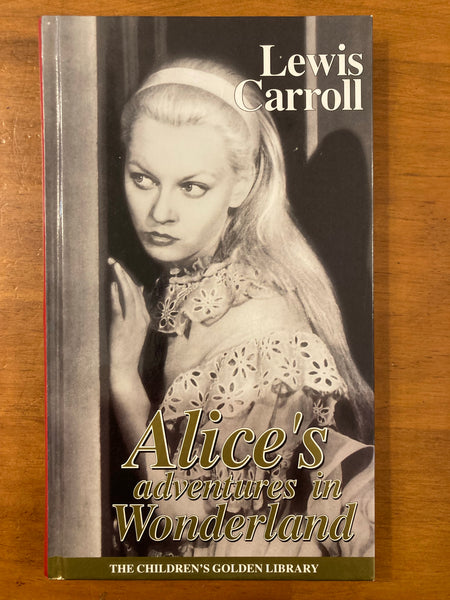 Lewis
Carroll
Alice's
adventures in
Wonderland
THE CHILDREN'S GOLDEN LIBRARY